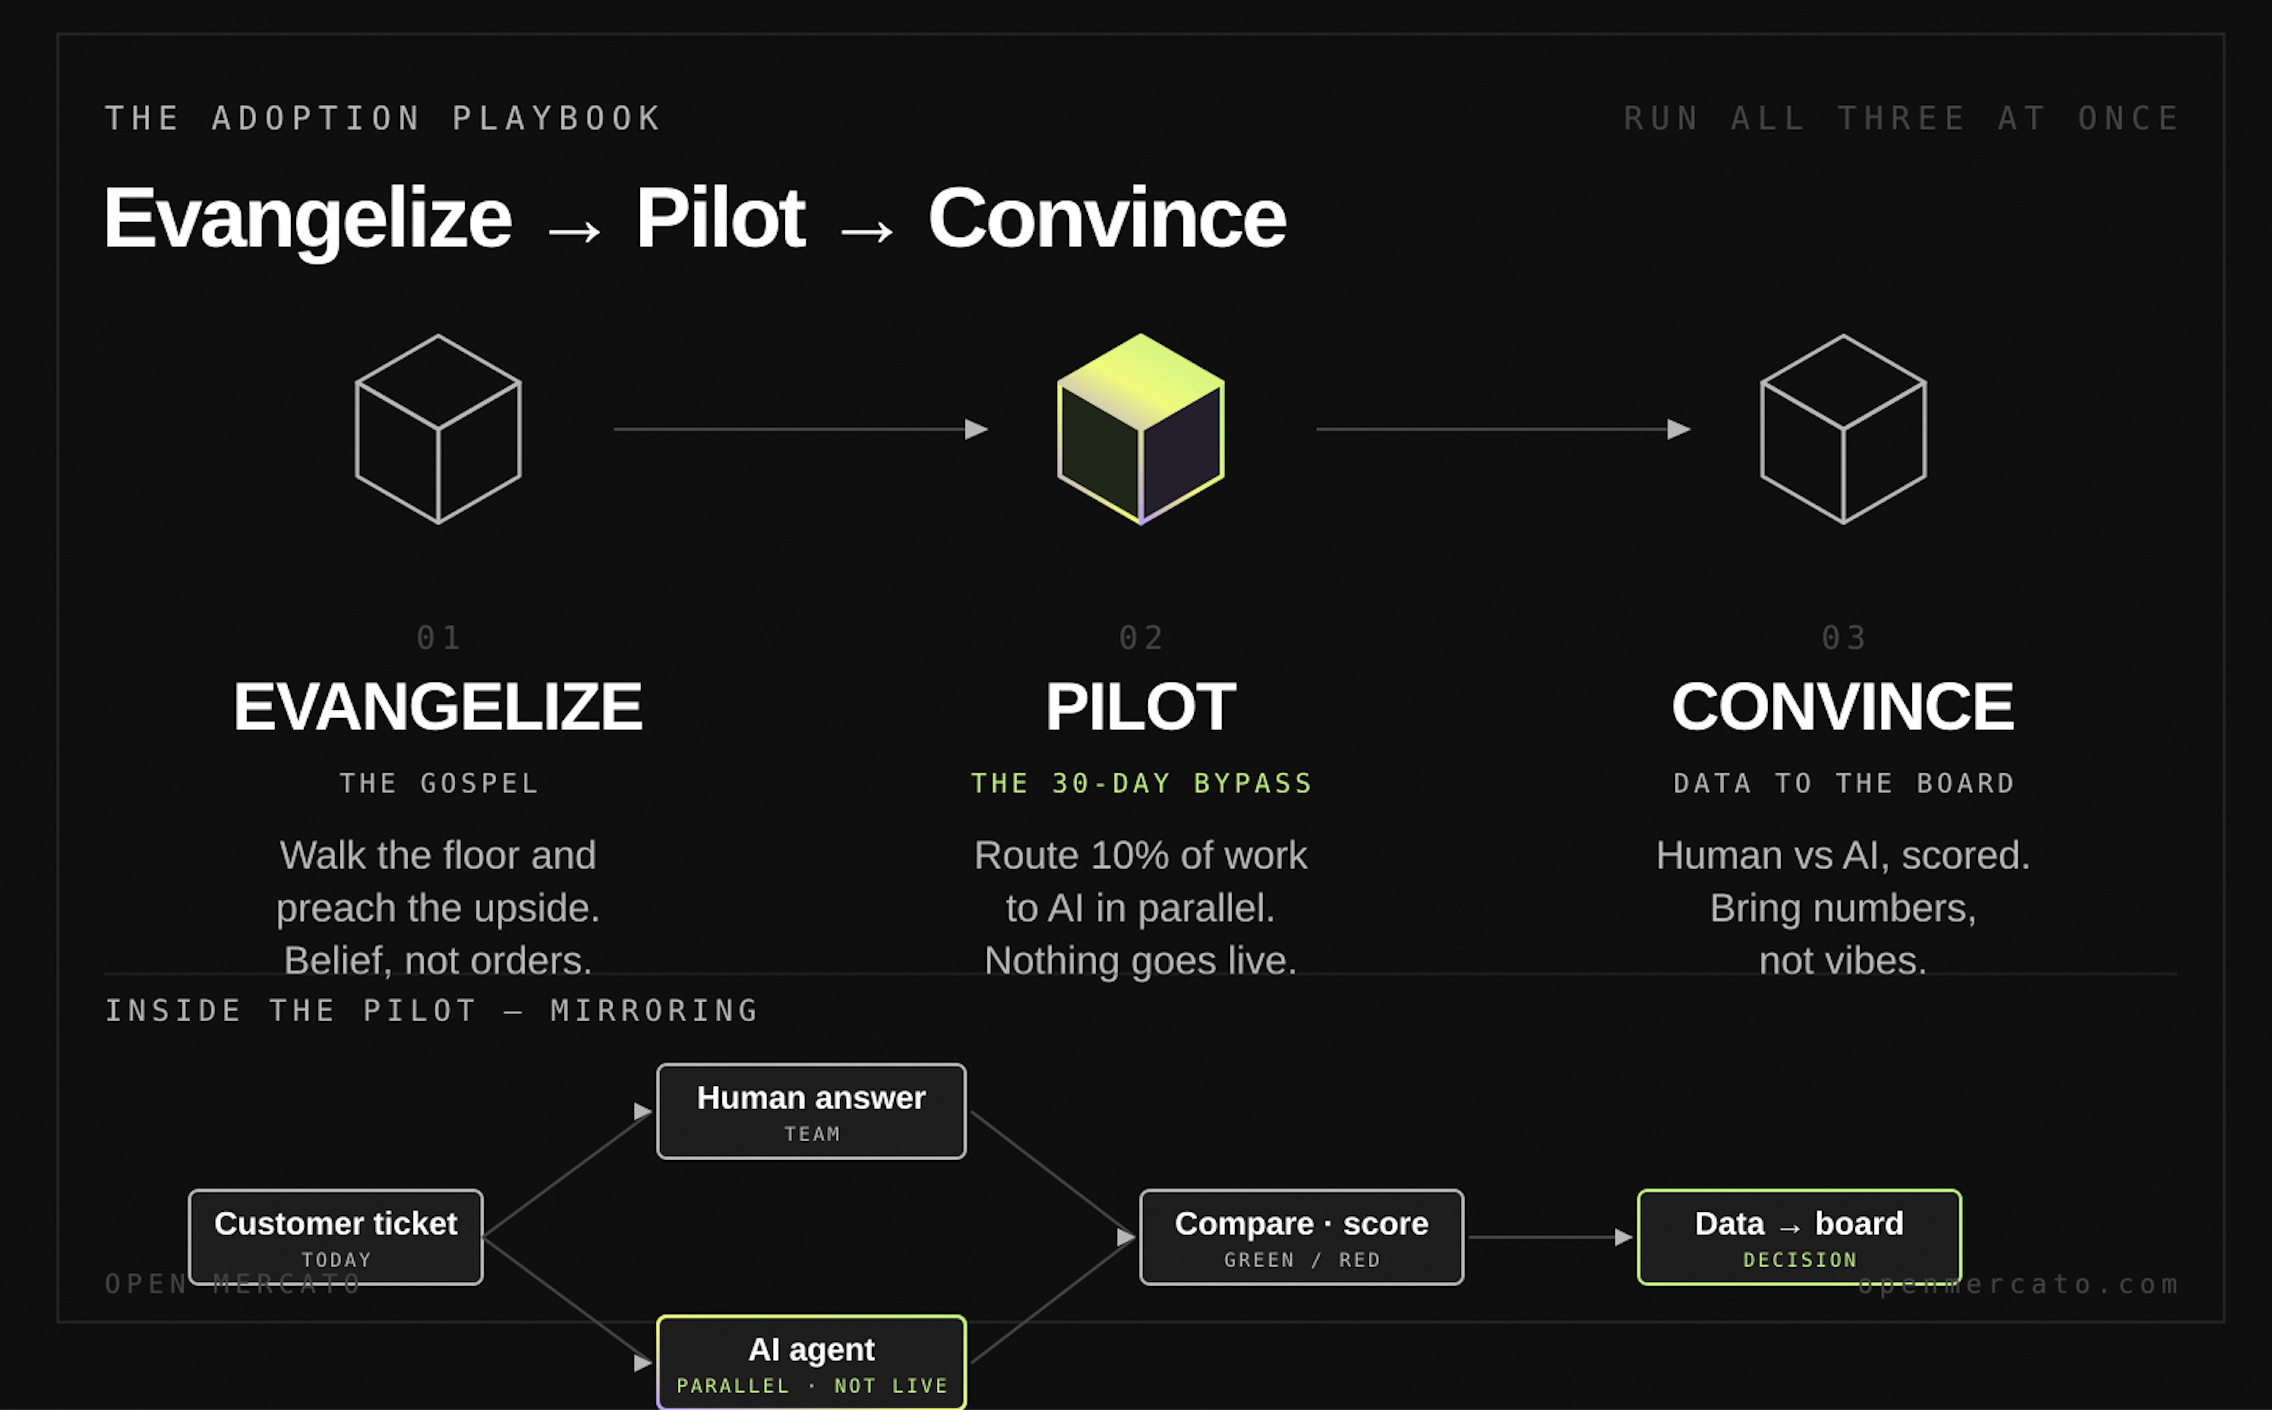 THE ADOPTION PLAYBOOK
RUN ALL THREE AT ONCE
Evangelize → Pilot → Convince
01
EVANGELIZE
THE GOSPEL
Walk the floor and
preach the upside.
Belief, not orders.
02
PILOT
THE 30-DAY BYPASS
Route 10% of work
to AI in parallel.
Nothing goes live.
03
CONVINCE
DATA TO THE BOARD
Human vs AI, scored.
Bring numbers,
not vibes.
INSIDE THE PILOT — MIRRORING
Customer ticket
TODAY
Human answer
TEAM
AI agent
PARALLEL · NOT LIVE
Compare · score
GREEN / RED
Data → board
DECISION
OPEN MERCATO
openmercato.com